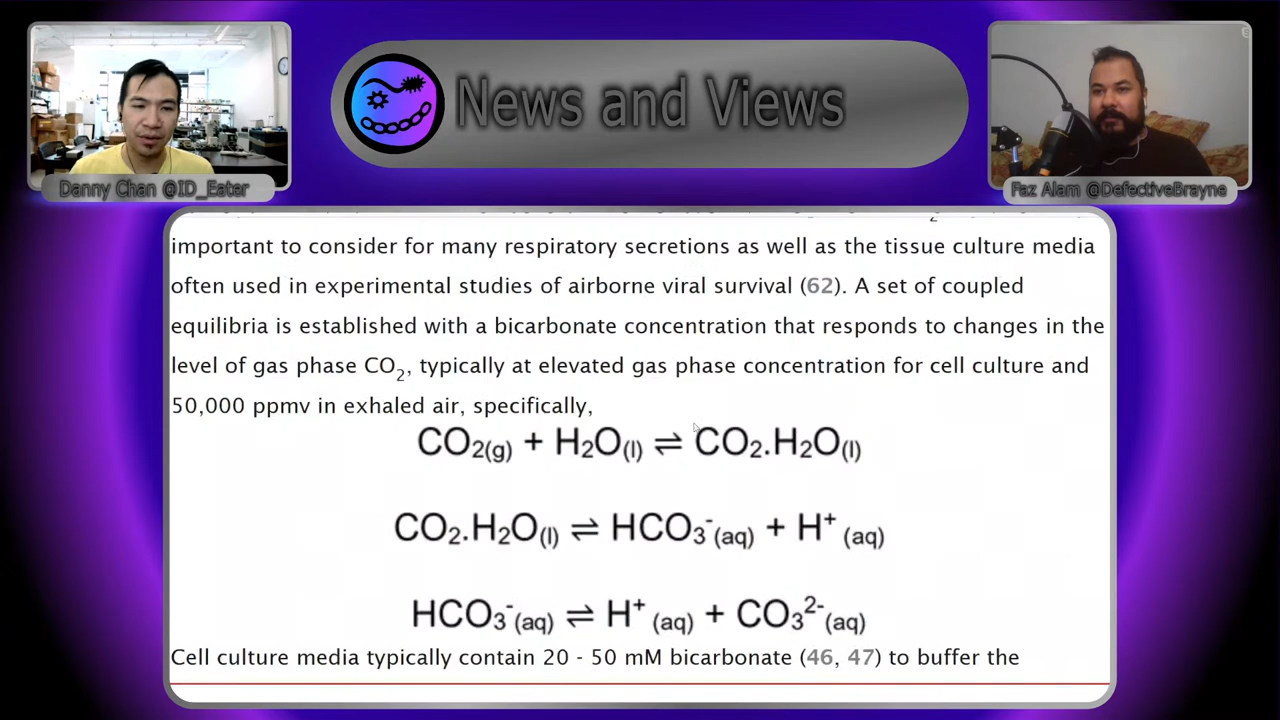 News and Views
Danny Chan @ID_Eater
Faz Alam @DefectiveBrayne
important to consider for many respiratory secretions as well as the tissue culture media
often used in experimental studies of airborne viral survival (62). A set of coupled
equilibria is established with a bicarbonate concentration that responds to changes in the
level of gas phase CO₂, typically at elevated gas phase concentration for cell culture and
50,000 ppmv in exhaled air, specifically,
CO₂(g) + H₂O(l) ⇌ CO₂.H₂O(l)
CO₂.H₂O(l) ⇌ HCO₃⁻(aq) + H⁺ (aq)
HCO₃⁻(aq) ⇌ H⁺ (aq) + CO₃²⁻(aq)
Cell culture media typically contain 20 - 50 mM bicarbonate (46, 47) to buffer the